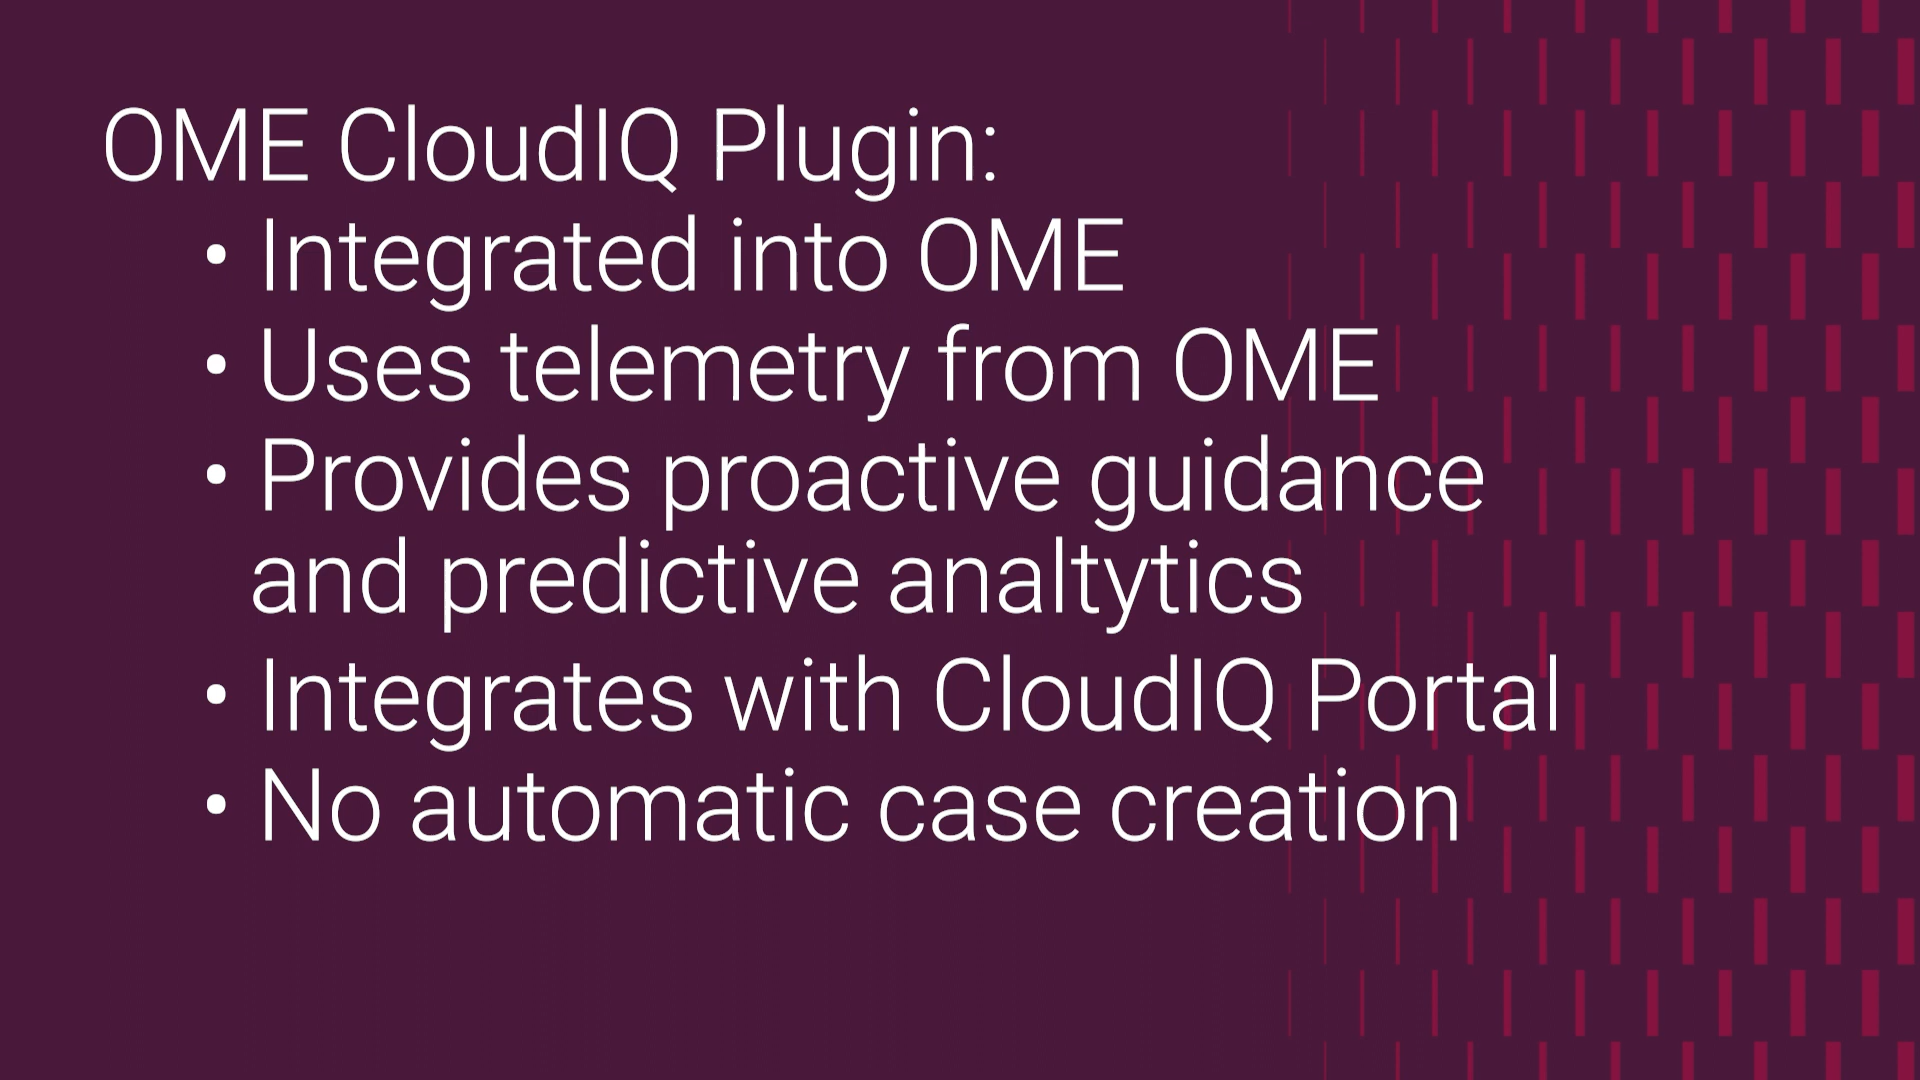 OME CloudIQ Plugin:
• Integrated into OME
• Uses telemetry from OME
• Provides proactive guidance
and predictive analtytics
• Integrates with CloudIQ Portal
• No automatic case creation